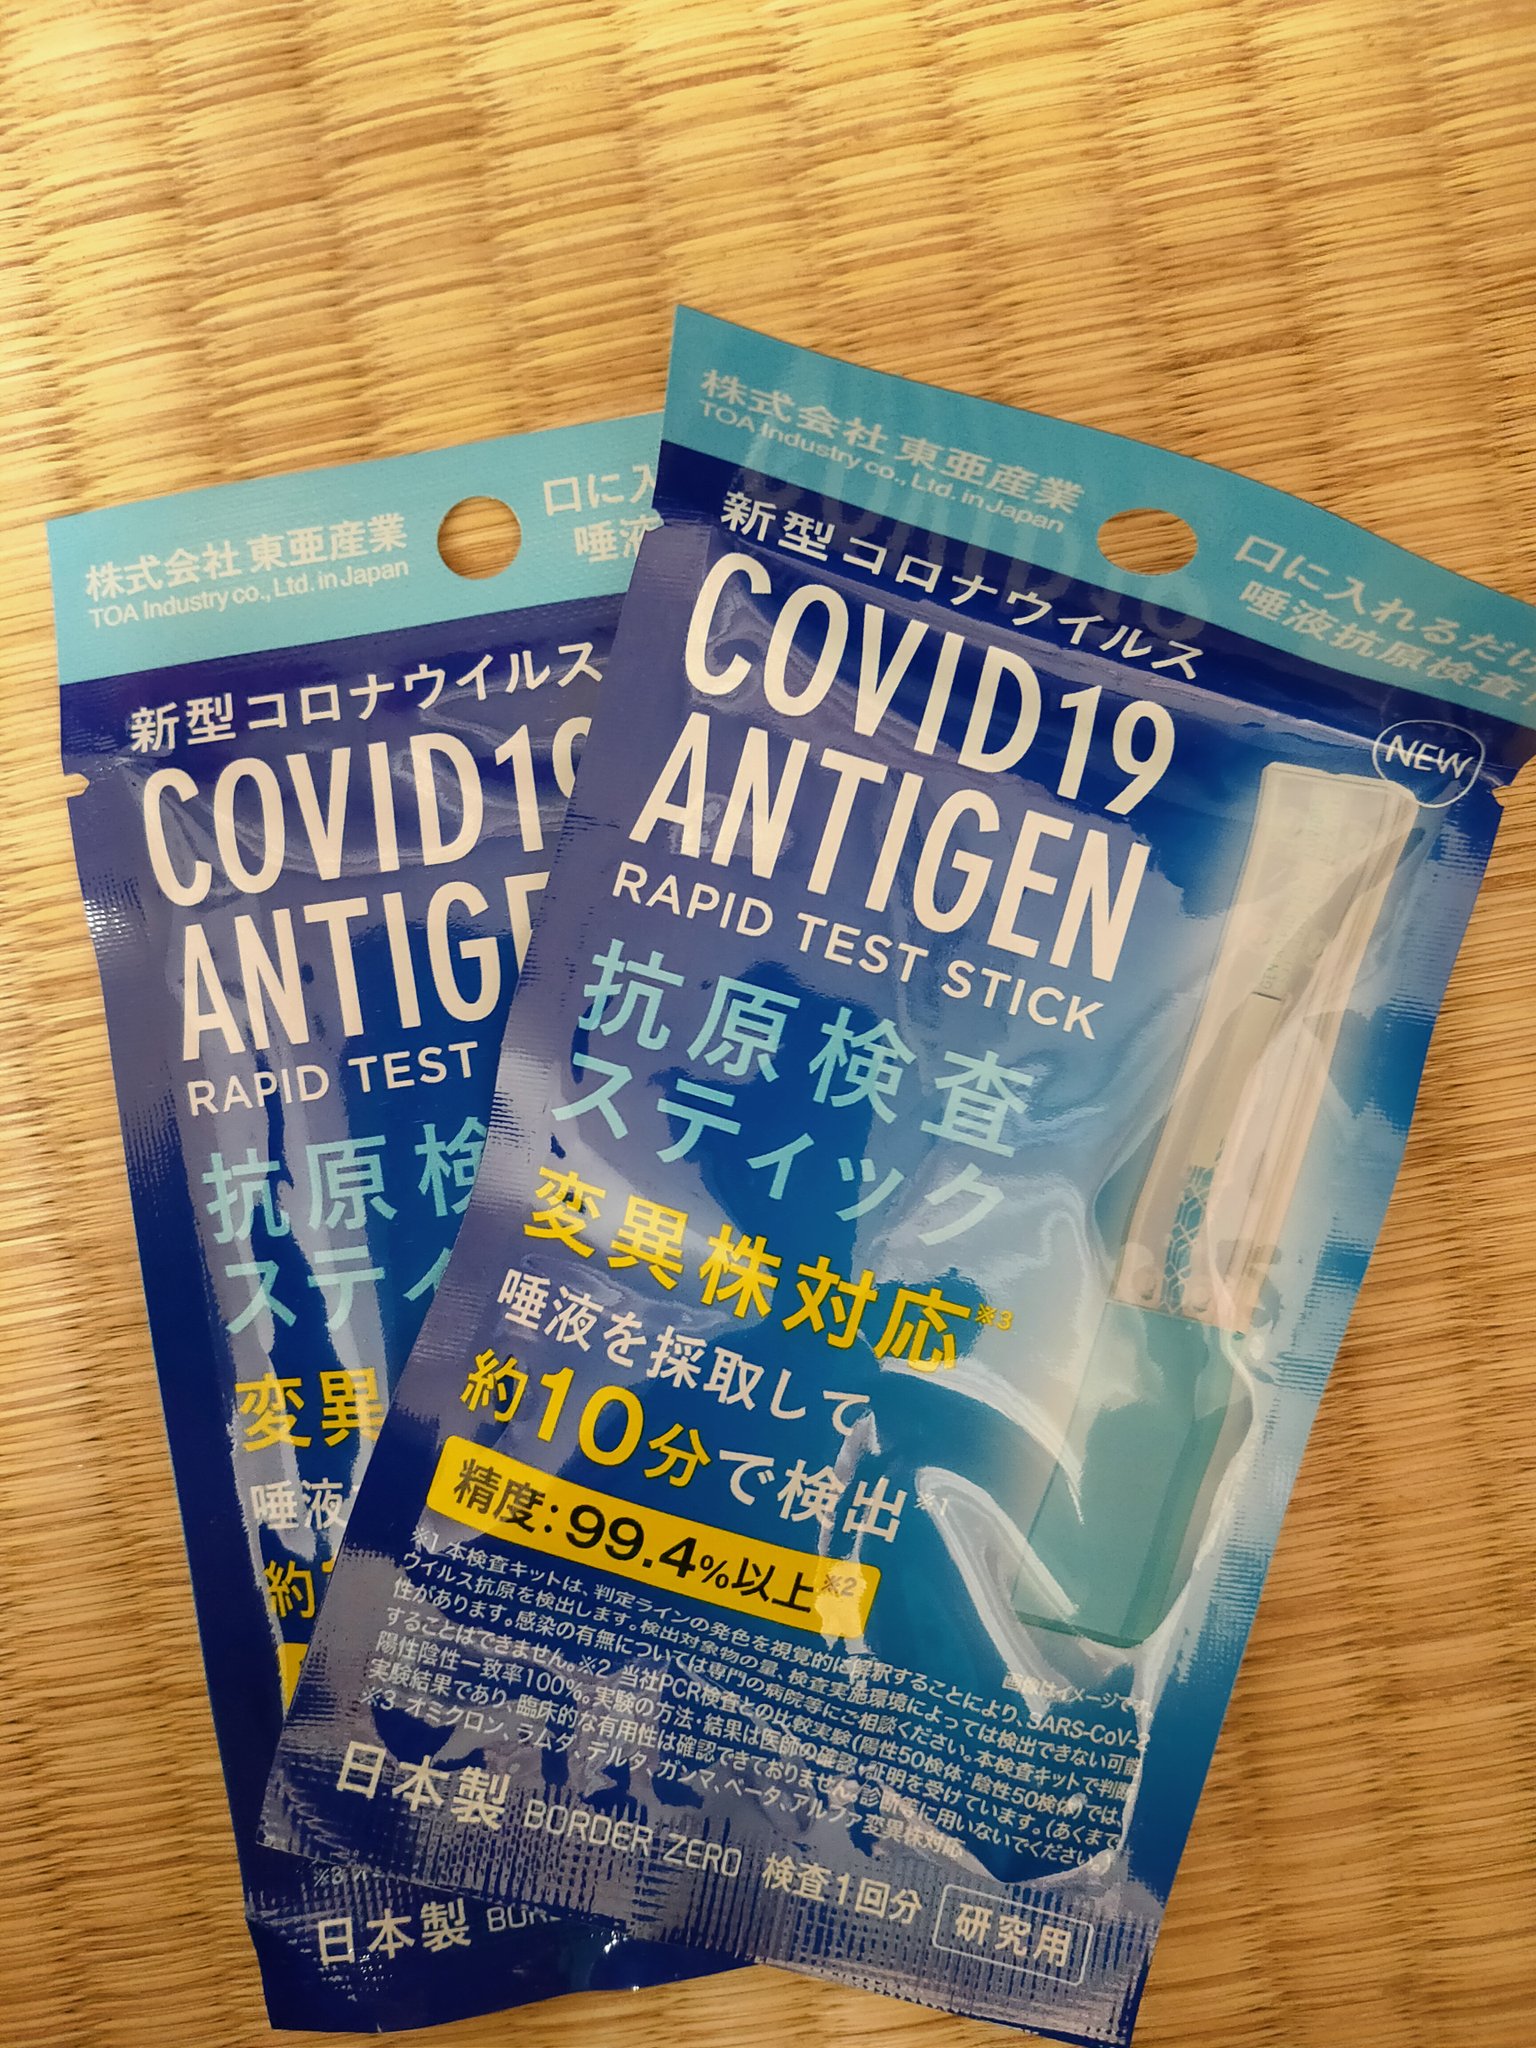 株式会社 東亜産業
TOA Industry co., Ltd. in Japan
口に入
唾液
新型コロナウイルス
COVID19
ANTIGE
RAPID TEST
抗原検
スティ
変異
唾液
約
※3
日本製
株式会社 東亜産業
TOA Industry co., Ltd. in Japan
口に入れるだけ
唾液抗原検査
新型コロナウイルス
COVID19
ANTIGEN
RAPID TEST STICK
NEW
抗原検査
スティック
変異株対応※3
唾液を採取して
約10分で検出※1
精度:99.4%以上※2
画像はイメージです。
※1 本検査キットは、判定ラインの発色を視覚的に解釈することにより、SARS-CoV-2
ウイルス抗原を検出します。検出対象物の量、検査実施環境によっては検出できない可能
性があります。感染の有無については専門の病院等にご相談ください。本検査キットで判断
することはできません。※2 当社PCR検査との比較実験(陽性50検体:陰性50検体)では、
陽性陰性一致率100%。実験の方法・結果は医師の確認・証明を受けています。(あくまで
実験結果であり、臨床的な有用性は確認できておりません。診断等に用いないでください。)
※3 オミクロン、ラムダ、デルタ、ガンマ、ベータ、アルファ変異株対応
日本製 BORDER ZERO 検査1回分 研究用